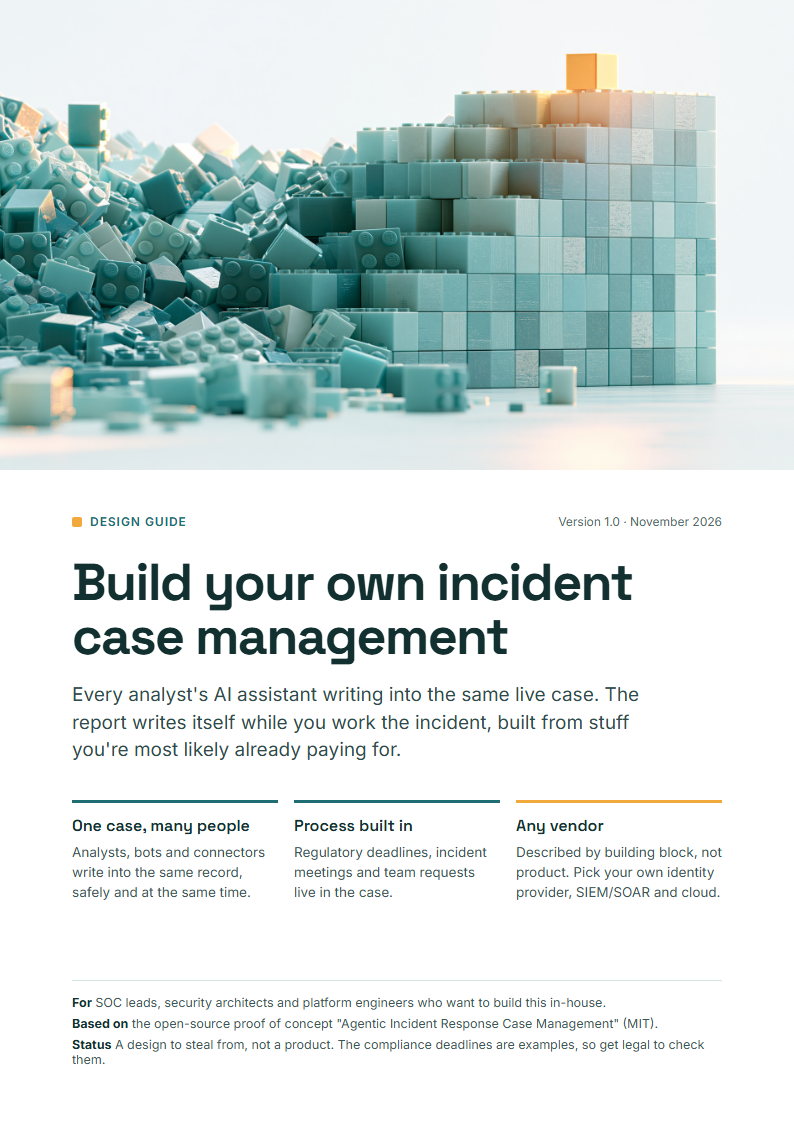 DESIGN GUIDE
Version 1.0 · November 2026
Build your own incident
case management
Every analyst's AI assistant writing into the same live case. The
report writes itself while you work the incident, built from stuff
you're most likely already paying for.
One case, many people
Analysts, bots and connectors
write into the same record,
safely and at the same time.
Process built in
Regulatory deadlines, incident
meetings and team requests
live in the case.
Any vendor
Described by building block, not
product. Pick your own identity
provider, SIEM/SOAR and cloud.
For SOC leads, security architects and platform engineers who want to build this in-house.
Based on the open-source proof of concept "Agentic Incident Response Case Management" (MIT).
Status A design to steal from, not a product. The compliance deadlines are examples, so get legal to check
them.